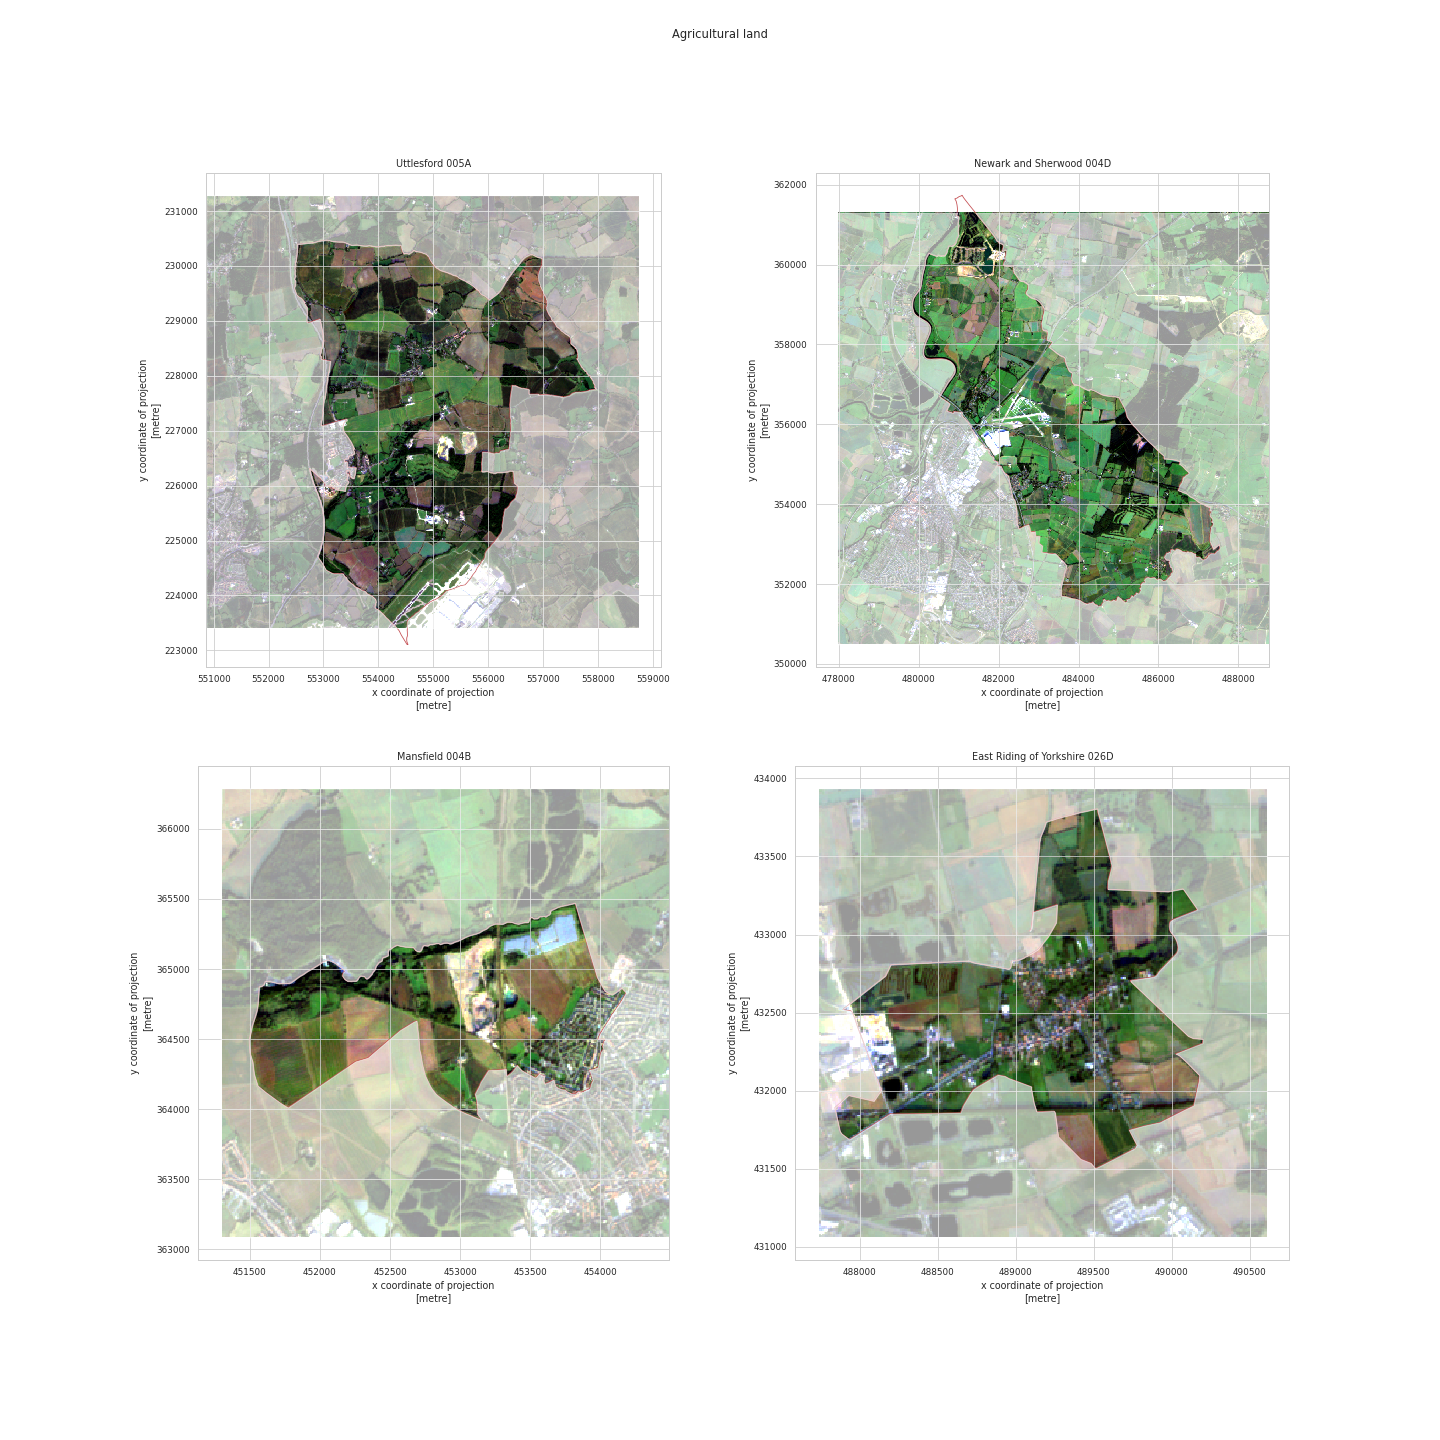 Agricultural land
Uttlesford 005A
231000
230000
229000
228000
227000
226000
225000
224000
223000
y coordinate of projection
[metre]
551000 552000 553000 554000 555000 556000 557000 558000 559000
x coordinate of projection
[metre]
Newark and Sherwood 004D
362000
360000
358000
356000
354000
352000
350000
y coordinate of projection
[metre]
478000 480000 482000 484000 486000 488000
x coordinate of projection
[metre]
Mansfield 004B
366000
365500
365000
364500
364000
363500
363000
y coordinate of projection
[metre]
451500 452000 452500 453000 453500 454000
x coordinate of projection
[metre]
East Riding of Yorkshire 026D
434000
433500
433000
432500
432000
431500
431000
y coordinate of projection
[metre]
488000 488500 489000 489500 490000 490500
x coordinate of projection
[metre]